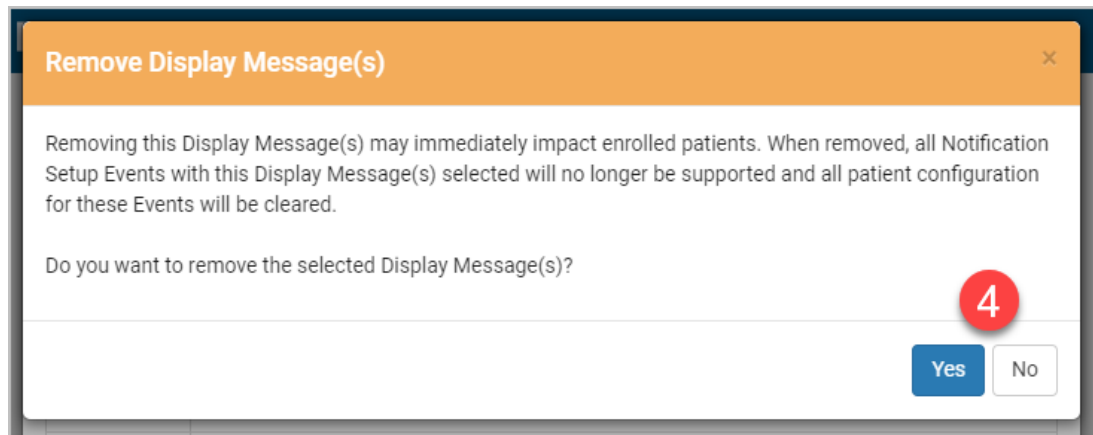 Remove Display Message(s)
×
Removing this Display Message(s) may immediately impact enrolled patients. When removed, all Notification
Setup Events with this Display Message(s) selected will no longer be supported and all patient configuration
for these Events will be cleared.
Do you want to remove the selected Display Message(s)?
4
Yes
No